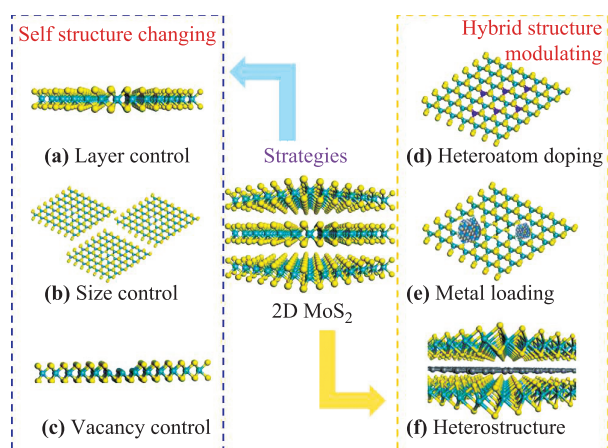 Self structure changing
(a) Layer control
(b) Size control
(c) Vacancy control
Strategies
2D MoS₂
Hybrid structure
modulating
(d) Heteroatom doping
(e) Metal loading
(f) Heterostructure